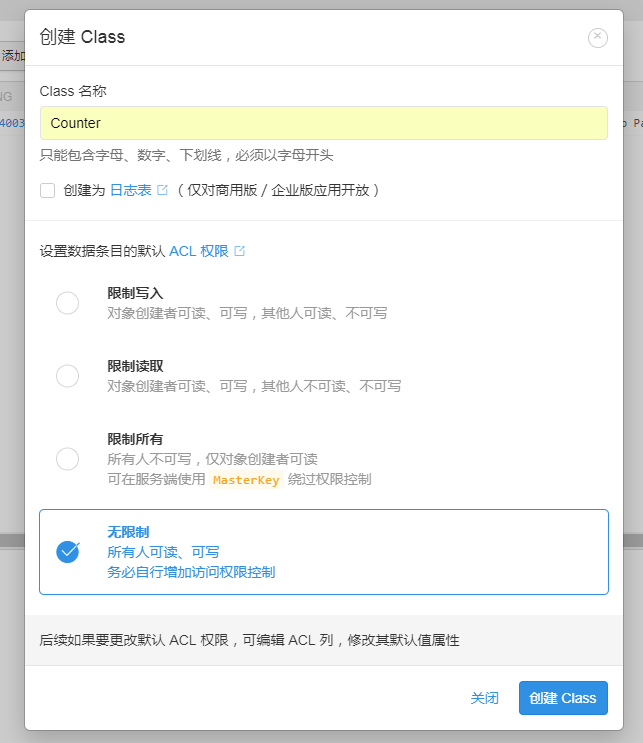 创建 Class
添加
NG
Class 名称
4003
Counter
Pa
只能包含字母、数字、下划线，必须以字母开头
创建为 日志表 （仅对商用版 / 企业版应用开放）
设置数据条目的默认 ACL 权限
限制写入
对象创建者可读、可写，其他人可读、不可写
限制读取
对象创建者可读、可写，其他人不可读、不可写
限制所有
所有人不可写，仅对象创建者可读
可在服务端使用 MasterKey 绕过权限控制
无限制
所有人可读、可写
务必自行增加访问权限控制
后续如果要更改默认 ACL 权限，可编辑 ACL 列，修改其默认值属性
关闭 创建 Class